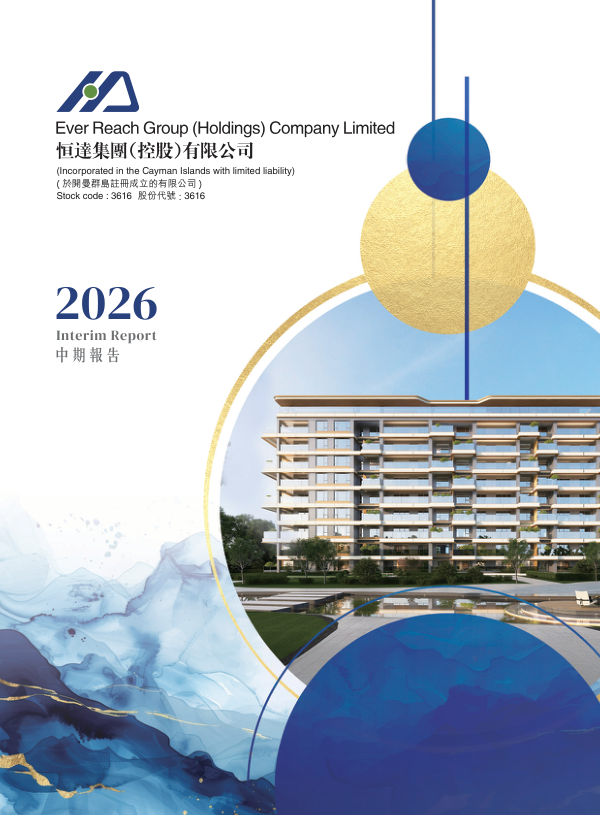 Ever Reach Group (Holdings) Company Limited
恒達集團(控股)有限公司
(Incorporated in the Cayman Islands with limited liability)
(於開曼群島註冊成立的有限公司)
Stock code : 3616 股份代號 : 3616
2026
Interim Report
中期報告